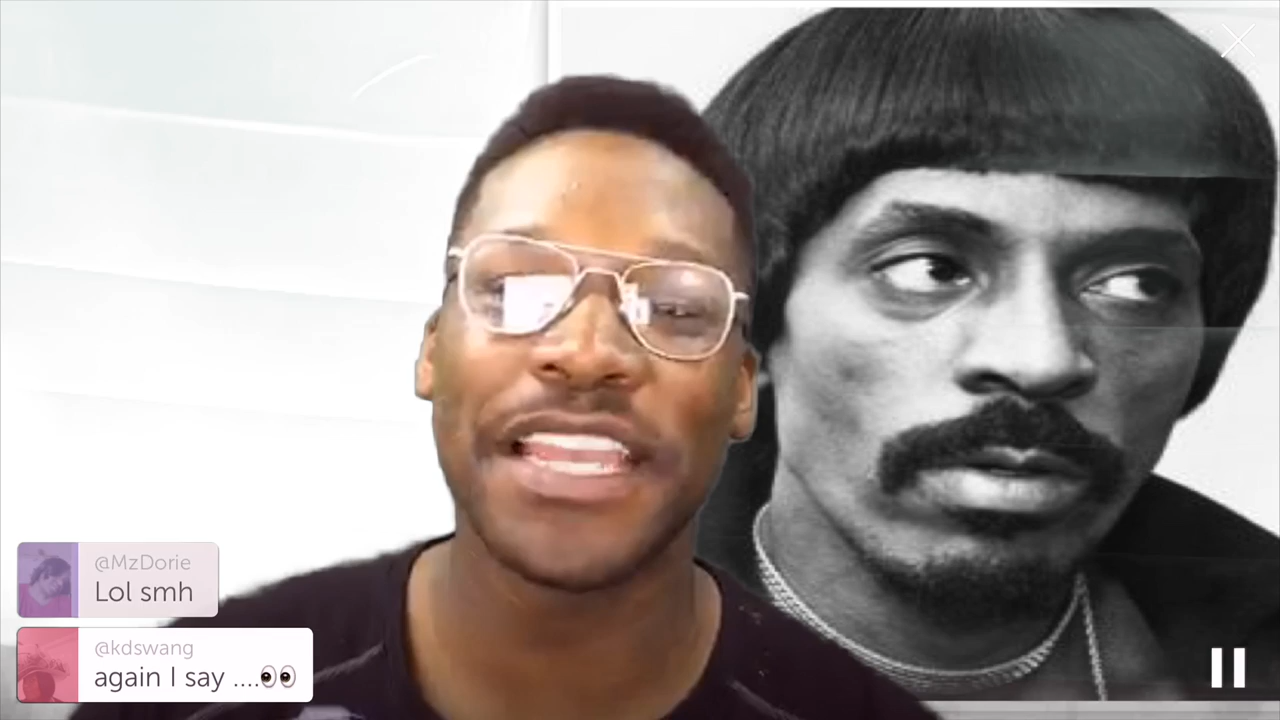 @MzDorie
Lol smh
@kdswang
again I say ....👀